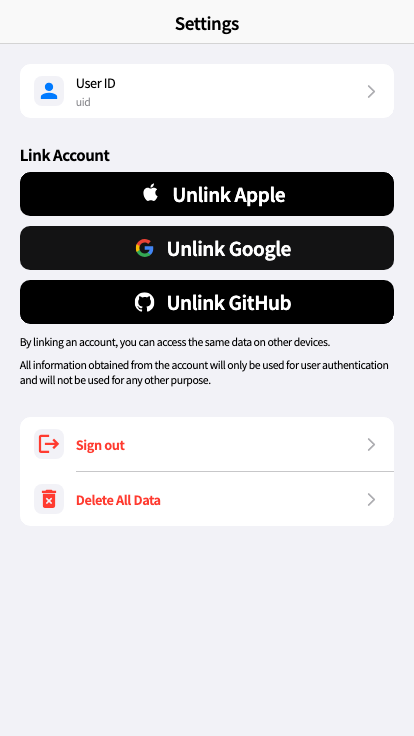 Settings
User ID
uid
Link Account
Unlink Apple
Unlink Google
Unlink GitHub
By linking an account, you can access the same data on other devices.
All information obtained from the account will only be used for user authentication
and will not be used for any other purpose.
Sign out
Delete All Data